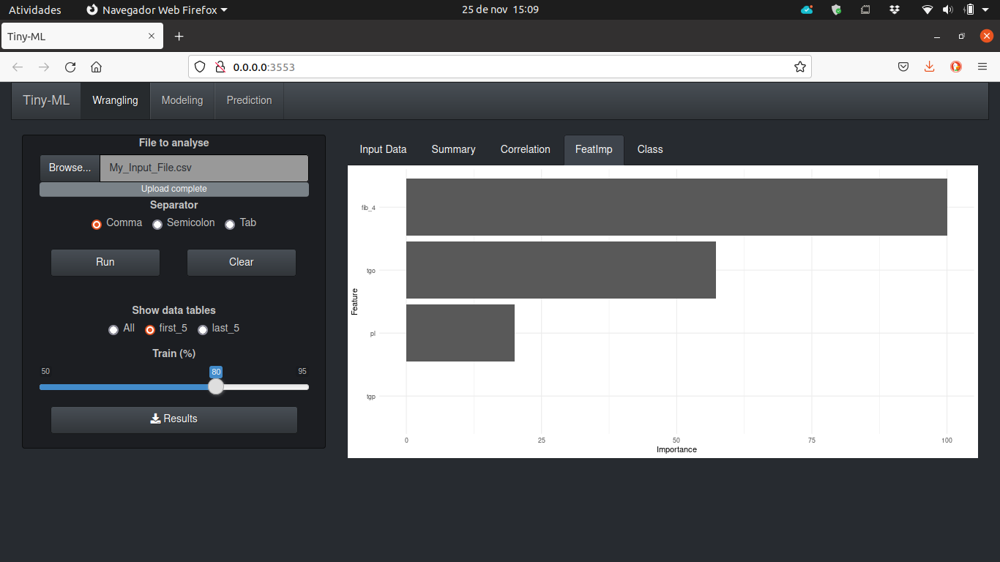 Atividades Navegador Web Firefox 25 de nov 15:09
Tiny-ML
0.0.0.0:3553
Tiny-ML Wrangling Modeling Prediction
File to analyse
Browse... My_Input_File.csv
Upload complete
Separator
Comma Semicolon Tab
Run Clear
Show data tables
All first_5 last_5
Train (%)
50 80 95
Results
Input Data Summary Correlation FeatImp Class
fib_4
tgo
Feature
pl
tgp
0 25 50 75 100
Importance